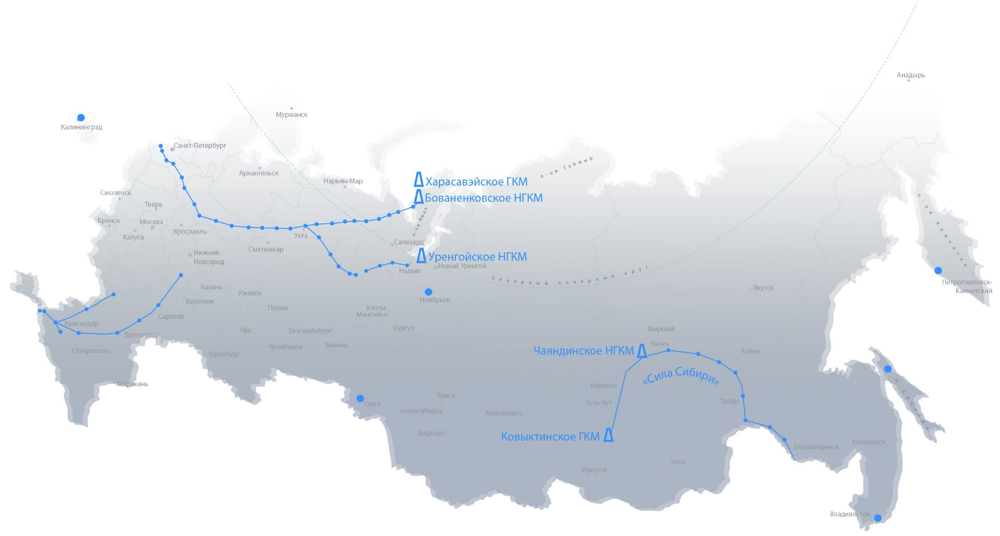 Анадырь
Мурманск
Калининград
Санкт-Петербург
п-ов Таймыр
Архангельск
Нарьян-Мар
Харасавэйское ГКМ
Бованенковское НГКМ
Смоленск
Тверь
п-ов Ямал
п-ов Камчатка
Брянск
Москва
Ярославль
Калуга
Ухта
Салехард
Сыктывкар
Нижний
Новгород
Уренгойское НГКМ
Надым
Новый Уренгой
Северный полярный круг
Петропавловск-
Камчатский
Казань
Якутск
Ижевск
Воронеж
Ноябрьск
Пермь
Ханты-
Мансийск
Саратов
Краснодар
Уфа
Екатеринбург
Сургут
Мирный
Волгоград
Ленск
Челябинск
Тюмень
Ставрополь
Оренбург
Чаяндинское НГКМ
Алдан
«Сила Сибири»
Астрахань
Киренск
о. Сахалин
Томск
Усть-Кут
Тында
Омск
Новосибирск
Красноярск
Барнаул
Ковыктинское ГКМ
Хабаровск
Благовещенск
Чита
Иркутск
Владивосток